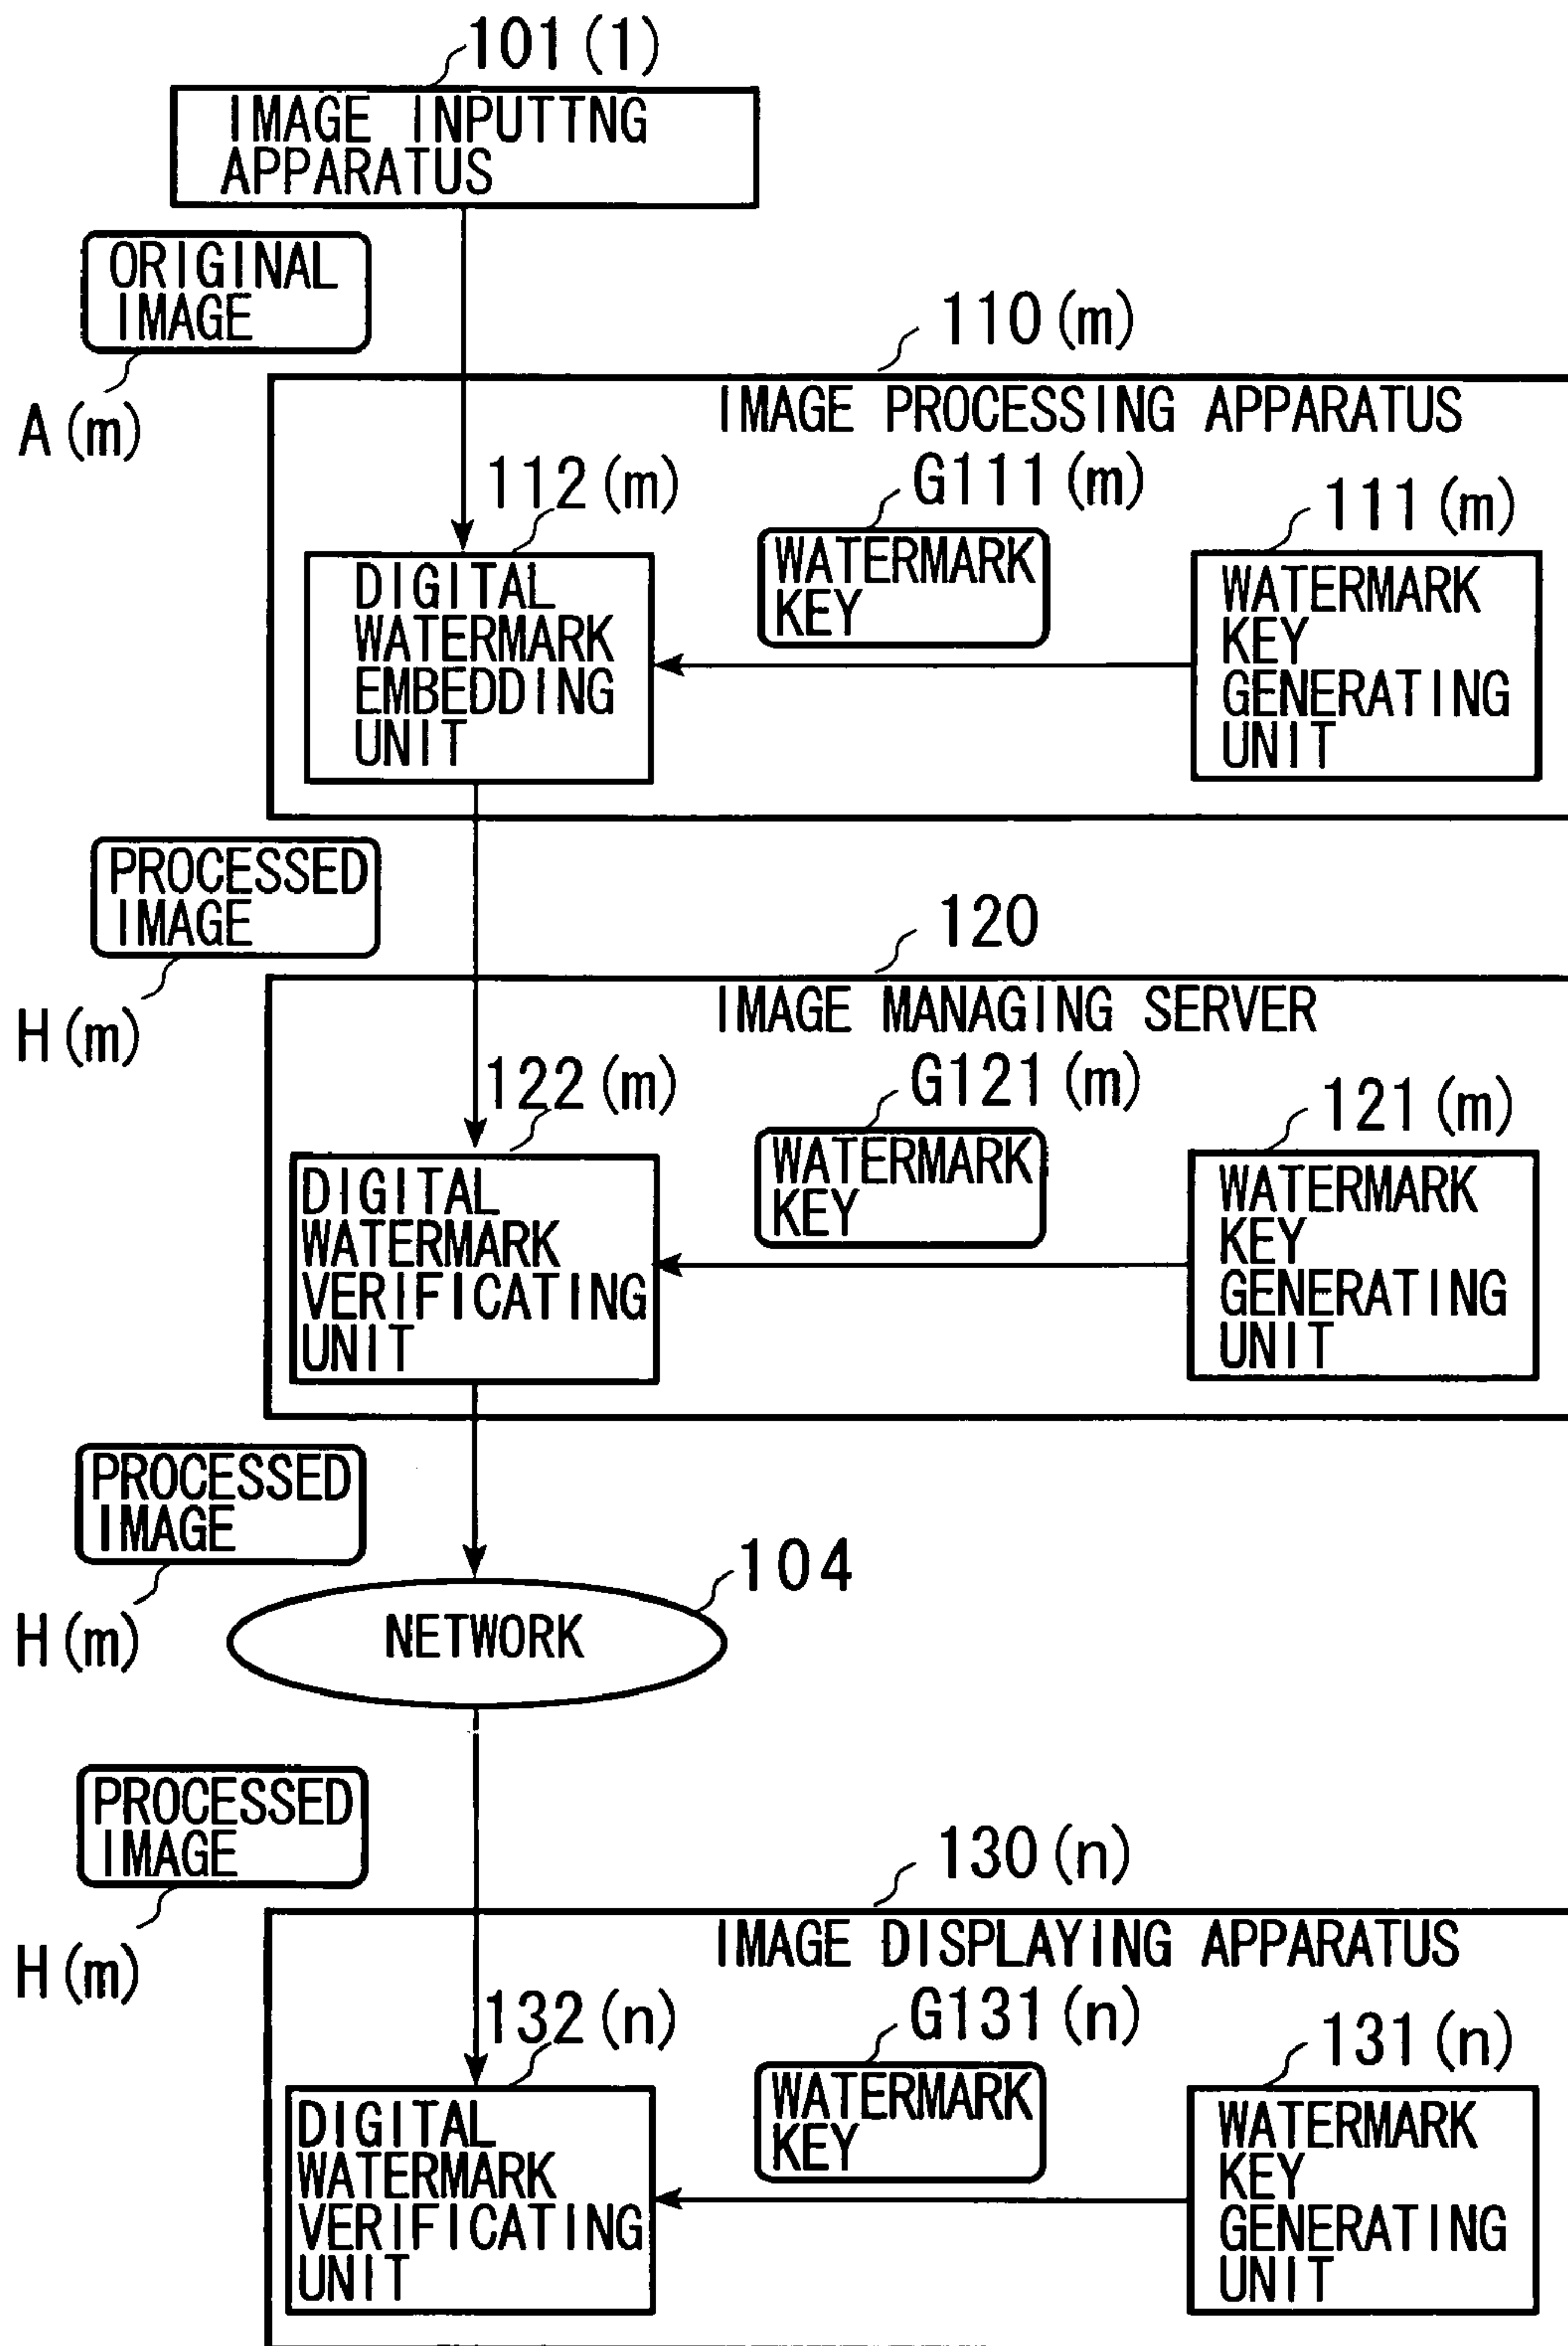 101(1)
IMAGE INPUTTNG
APPARATUS
ORIGINAL
IMAGE
A(m)
110(m)
IMAGE PROCESSING APPARATUS
112(m)
G111(m)
111(m)
DIGITAL
WATERMARK
EMBEDDING
UNIT
WATERMARK
KEY
WATERMARK
KEY
GENERATING
UNIT
PROCESSED
IMAGE
H(m)
120
IMAGE MANAGING SERVER
122(m)
G121(m)
121(m)
DIGITAL
WATERMARK
VERIFICATING
UNIT
WATERMARK
KEY
WATERMARK
KEY
GENERATING
UNIT
PROCESSED
IMAGE
H(m)
104
NETWORK
PROCESSED
IMAGE
H(m)
130(n)
IMAGE DISPLAYING APPARATUS
132(n)
G131(n)
131(n)
DIGITAL
WATERMARK
VERIFICATING
UNIT
WATERMARK
KEY
WATERMARK
KEY
GENERATING
UNIT